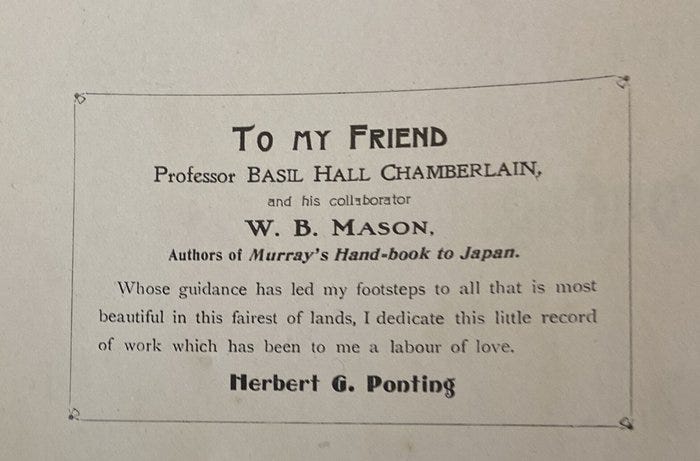 TO MY FRIEND
Professor BASIL HALL CHAMBERLAIN,
and his collaborator
W. B. MASON,
Authors of Murray's Hand-book to Japan.
Whose guidance has led my footsteps to all that is most
beautiful in this fairest of lands, I dedicate this little record
of work which has been to me a labour of love.
Herbert G. Ponting